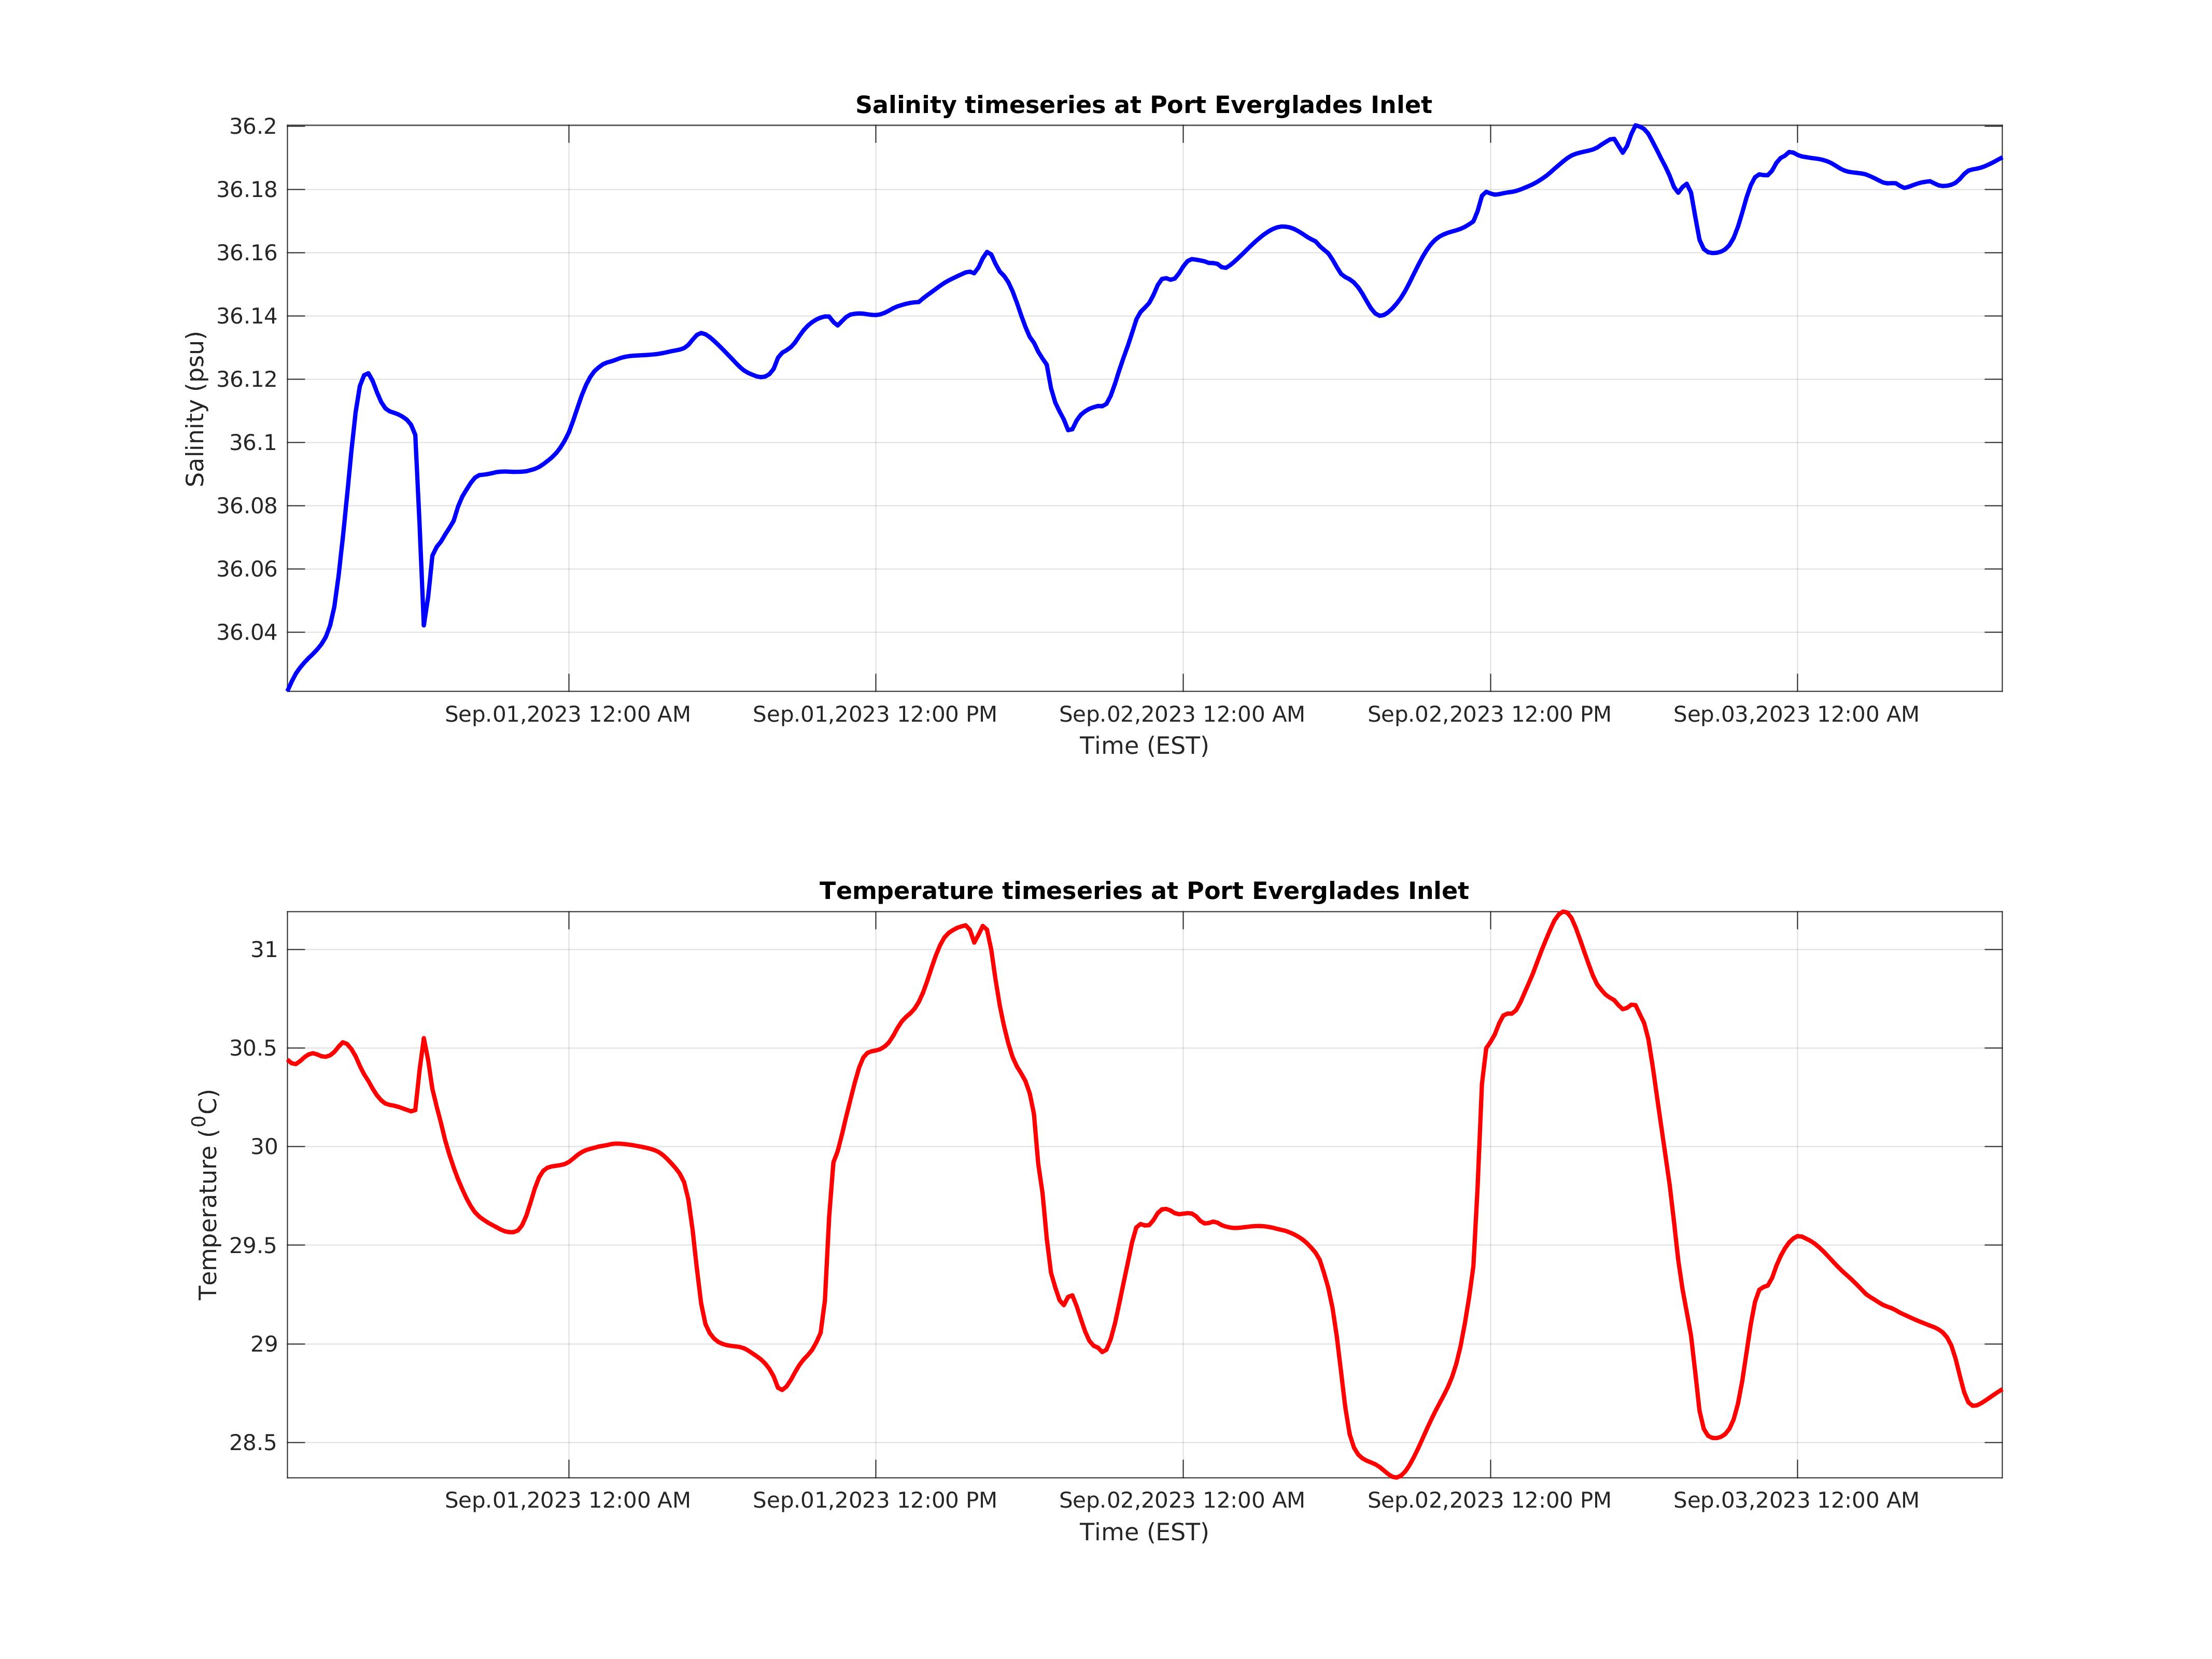 Salinity timeseries at Port Everglades Inlet
36.2
36.18
36.16
36.14
36.12
36.1
36.08
36.06
36.04
Salinity (psu)
Sep.01,2023 12:00 AM Sep.01,2023 12:00 PM Sep.02,2023 12:00 AM Sep.02,2023 12:00 PM Sep.03,2023 12:00 AM
Time (EST)
Temperature timeseries at Port Everglades Inlet
31
30.5
30
29.5
29
28.5
Temperature (⁰C)
Sep.01,2023 12:00 AM Sep.01,2023 12:00 PM Sep.02,2023 12:00 AM Sep.02,2023 12:00 PM Sep.03,2023 12:00 AM
Time (EST)